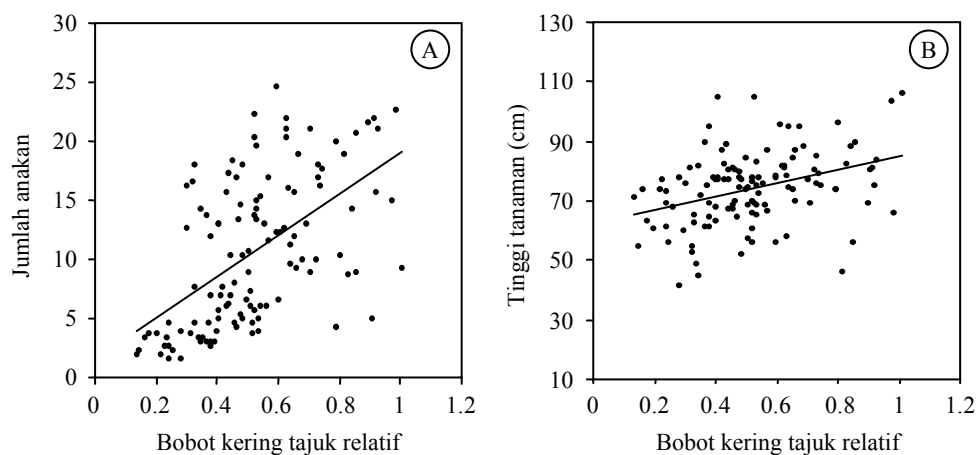 30
25
20
15
10
5
0
Jumlah anakan
A
0 0.2 0.4 0.6 0.8 1 1.2
Bobot kering tajuk relatif
130
110
90
70
50
30
10
Tinggi tanaman (cm)
B
0 0.2 0.4 0.6 0.8 1 1.2
Bobot kering tajuk relatif